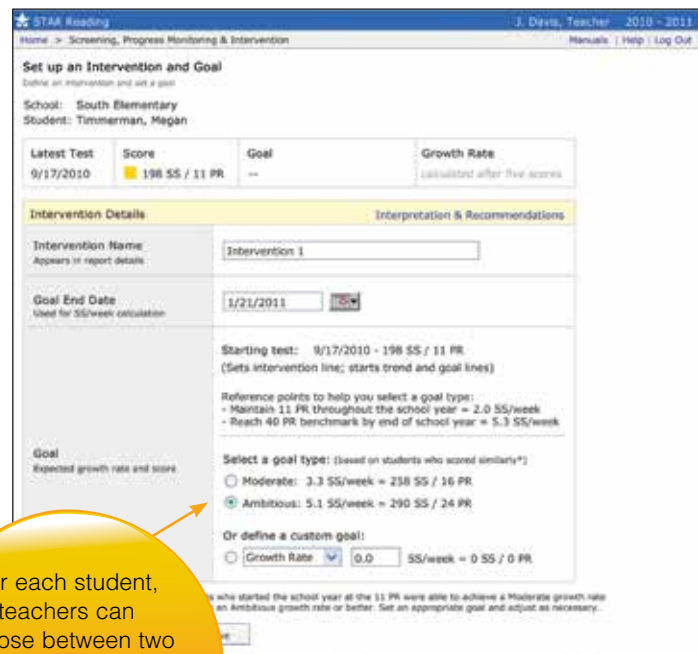 STAR Reading J. Davis, Teacher 2010 - 2011
Home > Screening, Progress Monitoring & Intervention Manuals | Help | Log Out
Set up an Intervention and Goal
Define an intervention and set a goal
School: South Elementary
Student: Timmerman, Megan
Latest Test Score Goal Growth Rate
9/17/2010 198 SS / 11 PR -- calculated after five scores
Intervention Details Interpretation & Recommendations
Intervention Name
Appears in report details
Intervention 1
Goal End Date
Used for SS/week calculation
1/21/2011
Starting test: 9/17/2010 - 198 SS / 11 PR
(Sets intervention line; starts trend and goal lines)
Reference points to help you select a goal type:
- Maintain 11 PR throughout the school year = 2.0 SS/week
- Reach 40 PR benchmark by end of school year = 5.3 SS/week
Goal
Expected growth rate and score
Select a goal type: (based on students who scored similarly*)
Moderate: 3.3 SS/week = 258 SS / 16 PR
Ambitious: 5.1 SS/week = 290 SS / 24 PR
Or define a custom goal:
Growth Rate 0.0 SS/week = 0 SS / 0 PR
who started the school year at the 11 PR were able to achieve a Moderate growth rate
an Ambitious growth rate or better. Set an appropriate goal and adjust as necessary.
r each student,
teachers can
ose between two